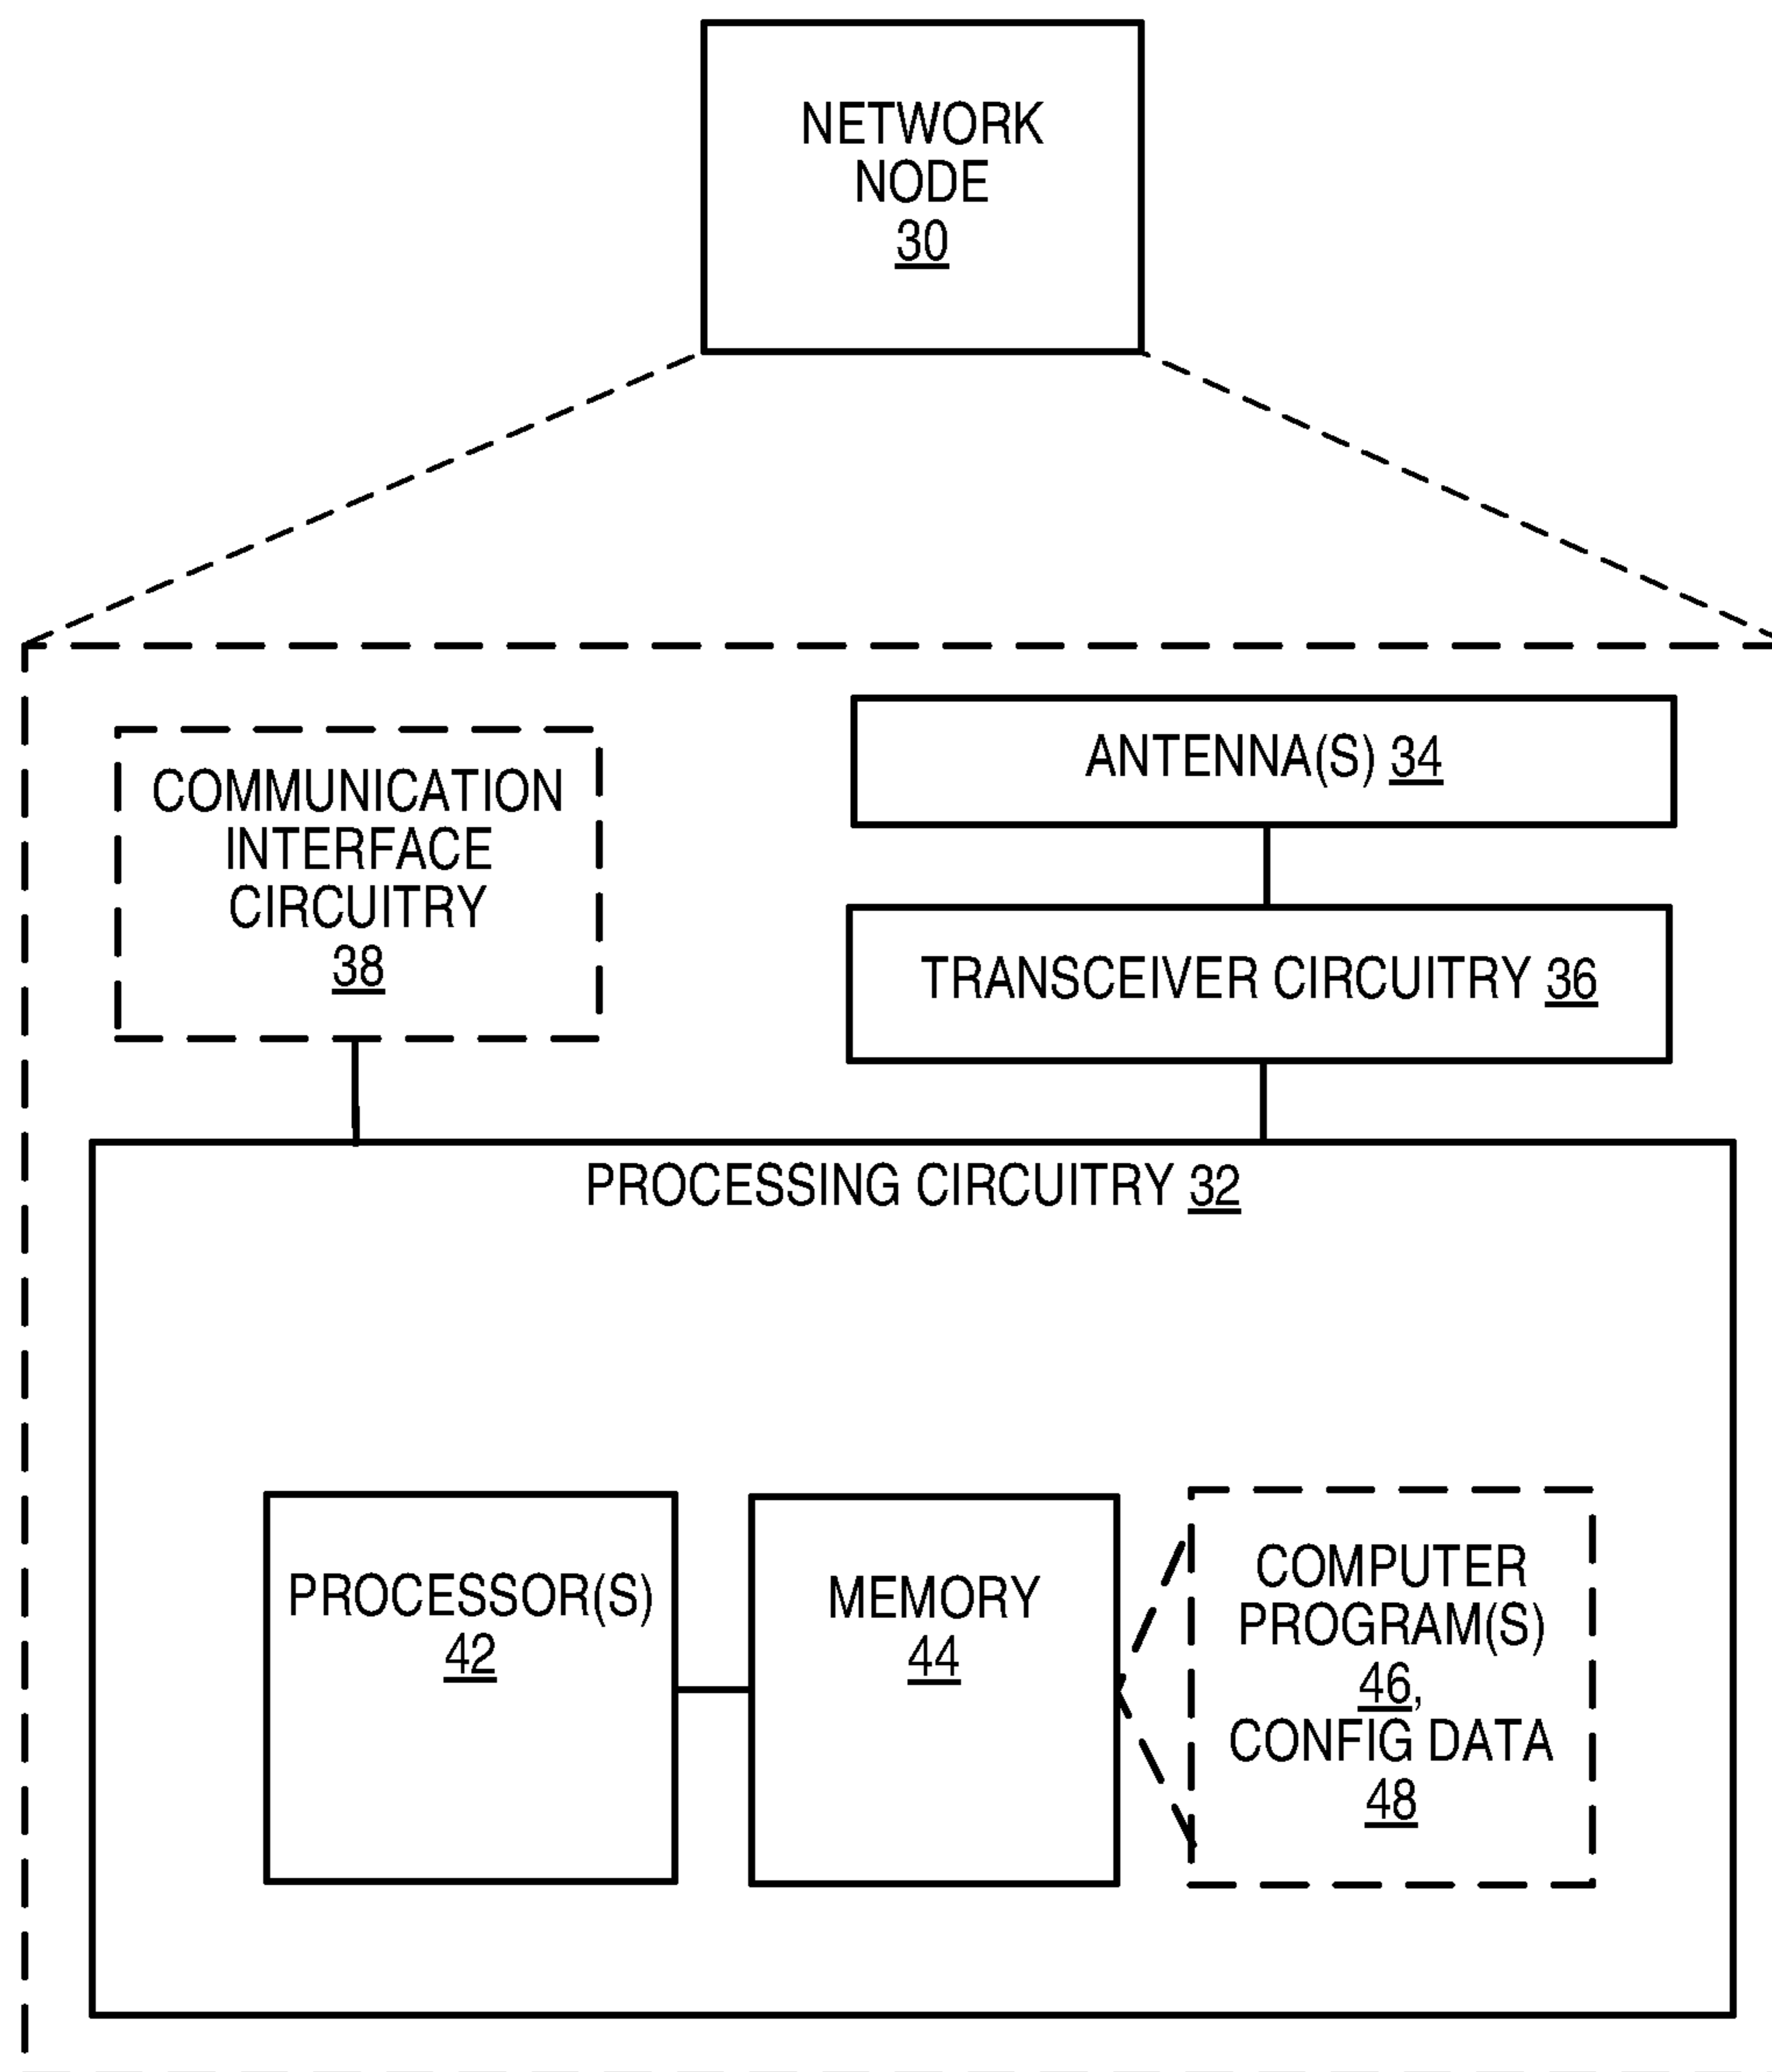 NETWORK
NODE
30
ANTENNA(S) 34
COMMUNICATION
INTERFACE
CIRCUITRY
38
TRANSCEIVER CIRCUITRY 36
PROCESSING CIRCUITRY 32
PROCESSOR(S)
42
MEMORY
44
COMPUTER
PROGRAM(S)
46,
CONFIG DATA
48